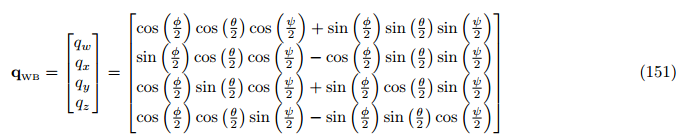 q_WB = [q_w q_x q_y q_z] = [cos (ϕ/2) cos (θ/2) cos (ψ/2) + sin (ϕ/2) sin (θ/2) sin (ψ/2)
sin (ϕ/2) cos (θ/2) cos (ψ/2) − cos (ϕ/2) sin (θ/2) sin (ψ/2)
cos (ϕ/2) sin (θ/2) cos (ψ/2) + sin (ϕ/2) cos (θ/2) sin (ψ/2)
cos (ϕ/2) cos (θ/2) sin (ψ/2) − sin (ϕ/2) sin (θ/2) cos (ψ/2)] (151)